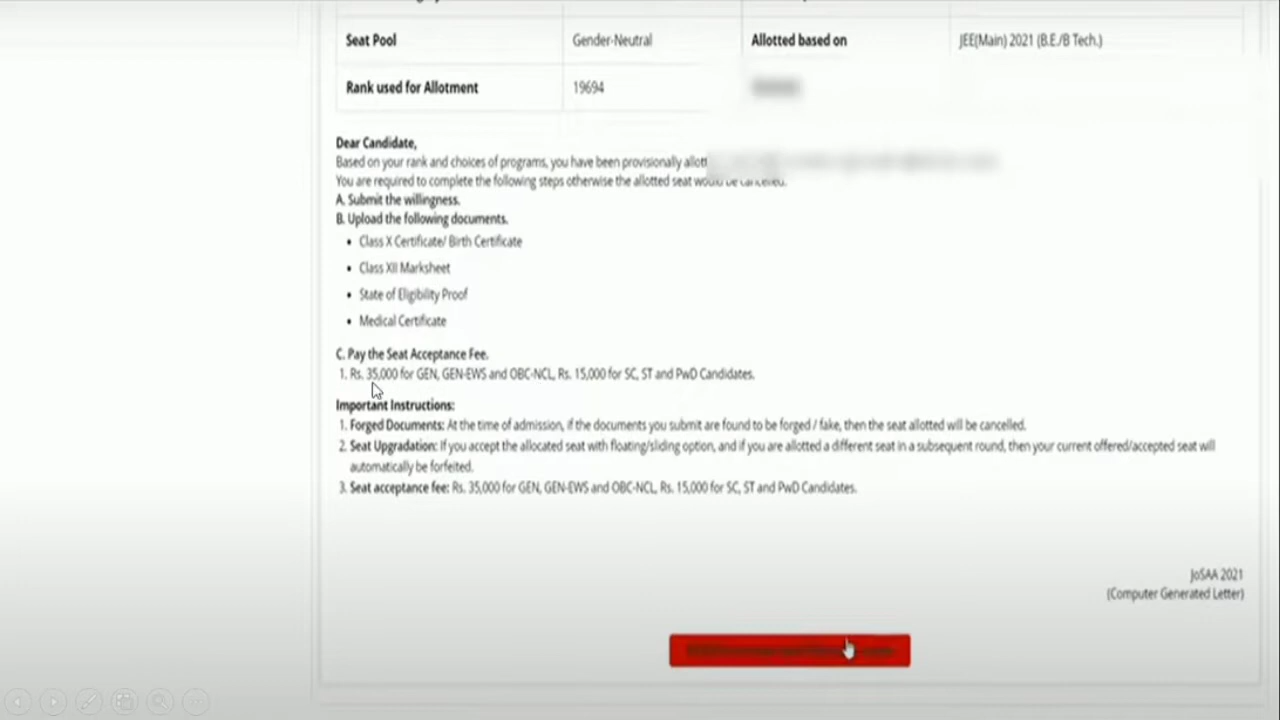 Seat Pool Gender-Neutral Allotted based on JEE(Main) 2021 (B.E./B Tech.)
Rank used for Allotment 19694
Dear Candidate,
Based on your rank and choices of programs, you have been provisionally allott
You are required to complete the following steps otherwise the allotted seat would be cancelled.
A. Submit the willingness.
B. Upload the following documents.
• Class X Certificate/ Birth Certificate
• Class XII Marksheet
• State of Eligibility Proof
• Medical Certificate
C. Pay the Seat Acceptance Fee.
1. Rs. 35,000 for GEN, GEN-EWS and OBC-NCL, Rs. 15,000 for SC, ST and PwD Candidates.
Important Instructions:
1. Forged Documents: At the time of admission, if the documents you submit are found to be forged / fake, then the seat allotted will be cancelled.
2. Seat Upgradation: If you accept the allocated seat with floating/sliding option, and if you are allotted a different seat in a subsequent round, then your current offered/accepted seat will
automatically be forfeited.
3. Seat acceptance fee: Rs. 35,000 for GEN, GEN-EWS and OBC-NCL, Rs. 15,000 for SC, ST and PwD Candidates.
JoSAA 2021
(Computer Generated Letter)